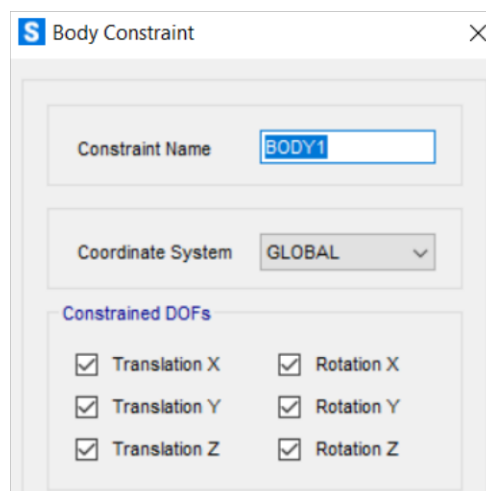 S Body Constraint
Constraint Name BODY1
Coordinate System GLOBAL
Constrained DOFs
Translation X Rotation X
Translation Y Rotation Y
Translation Z Rotation Z